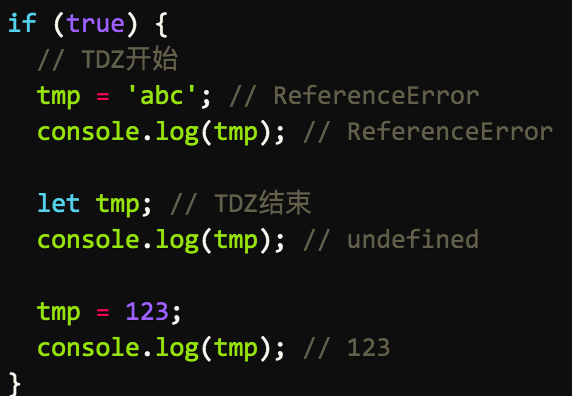 if (true) {
  // TDZ开始
  tmp = 'abc'; // ReferenceError
  console.log(tmp); // ReferenceError

  let tmp; // TDZ结束
  console.log(tmp); // undefined

  tmp = 123;
  console.log(tmp); // 123
}